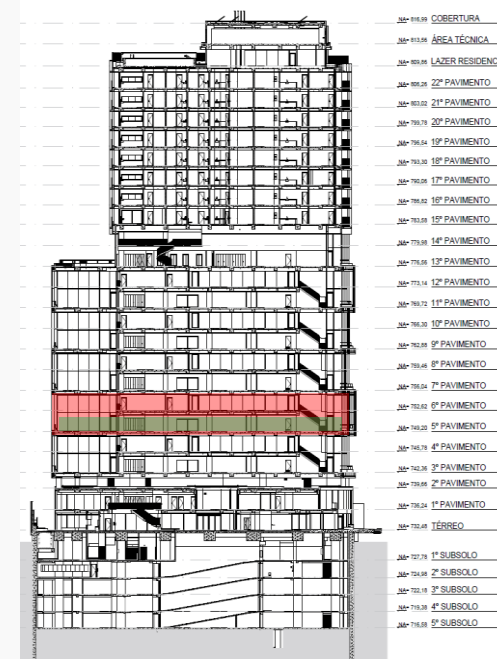 NA= 816,99 COBERTURA
NA= 813,56 ÁREA TÉCNICA
NA= 809,86 LAZER RESIDENC
NA= 806,26 22º PAVIMENTO
NA= 803,02 21º PAVIMENTO
NA= 799,78 20º PAVIMENTO
NA= 796,54 19º PAVIMENTO
NA= 793,30 18º PAVIMENTO
NA= 790,06 17º PAVIMENTO
NA= 786,82 16º PAVIMENTO
NA= 783,58 15º PAVIMENTO
NA= 779,98 14º PAVIMENTO
NA= 776,56 13º PAVIMENTO
NA= 773,14 12º PAVIMENTO
NA= 769,72 11º PAVIMENTO
NA= 766,30 10º PAVIMENTO
NA= 762,88 9º PAVIMENTO
NA= 759,46 8º PAVIMENTO
NA= 756,04 7º PAVIMENTO
NA= 752,62 6º PAVIMENTO
NA= 749,20 5º PAVIMENTO
NA= 745,78 4º PAVIMENTO
NA= 742,36 3º PAVIMENTO
NA= 739,66 2º PAVIMENTO
NA= 736,24 1º PAVIMENTO
NA= 732,48 TÉRREO
NA= 727,78 1º SUBSOLO
NA= 724,98 2º SUBSOLO
NA= 722,18 3º SUBSOLO
NA= 719,38 4º SUBSOLO
NA= 716,58 5º SUBSOLO